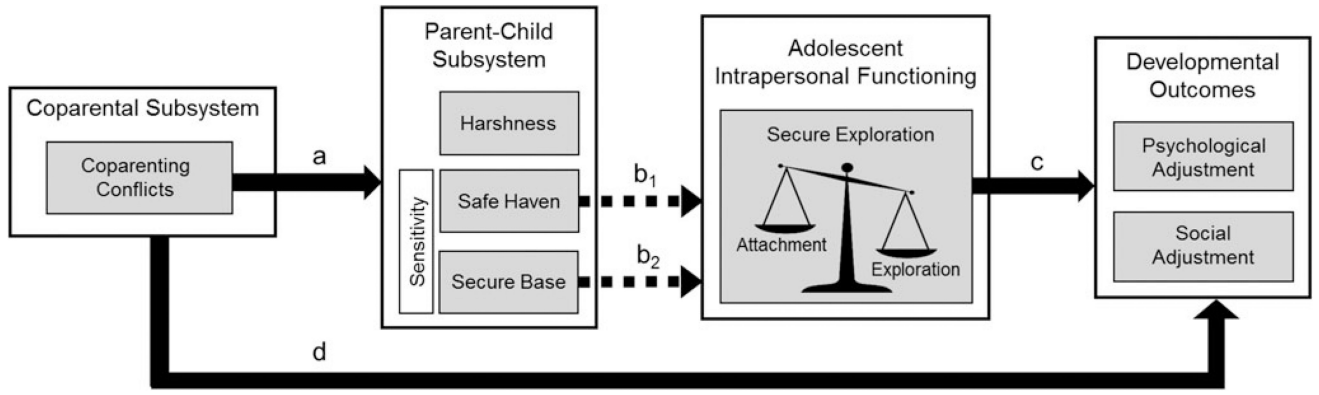 Coparental Subsystem
Coparenting
Conflicts
a
Parent-Child
Subsystem
Harshness
Sensitivity
Safe Haven
Secure Base
b1
b2
Adolescent
Intrapersonal Functioning
Secure Exploration
Attachment
Exploration
c
Developmental
Outcomes
Psychological
Adjustment
Social
Adjustment
d